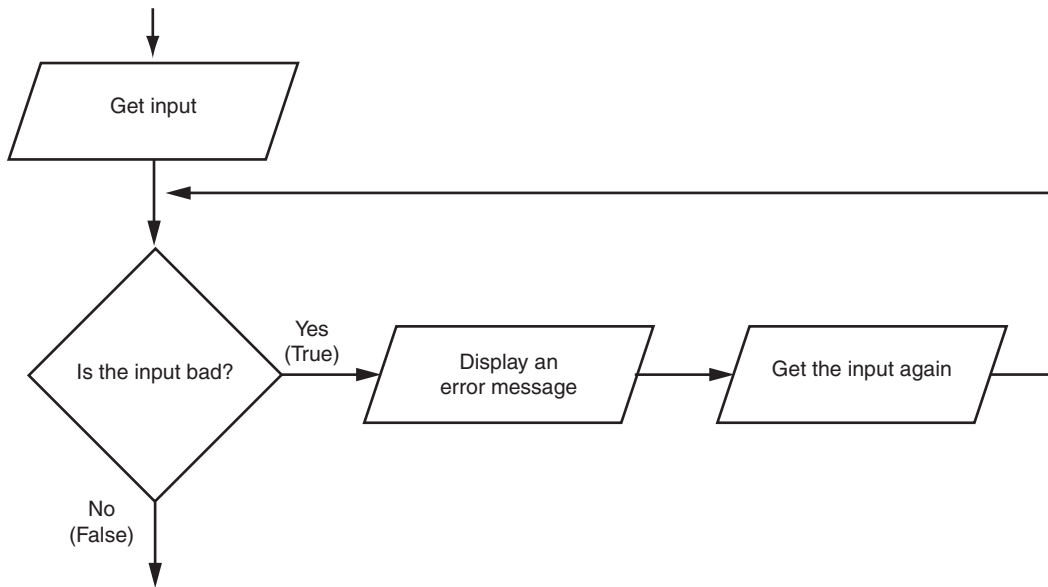 Get input
Is the input bad?
Yes
(True)
Display an
error message
Get the input again
No
(False)